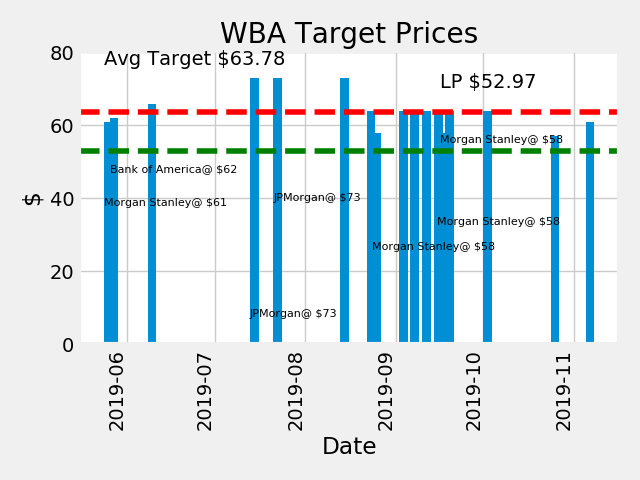 WBA Target Prices
Avg Target $63.78
LP $52.97
Morgan Stanley@ $58
Bank of America@ $62
JPMorgan@ $73
Morgan Stanley@ $61
Morgan Stanley@ $58
Morgan Stanley@ $58
JPMorgan@ $73
80
60
40
20
0
$
2019-06
2019-07
2019-08
2019-09
2019-10
2019-11
Date